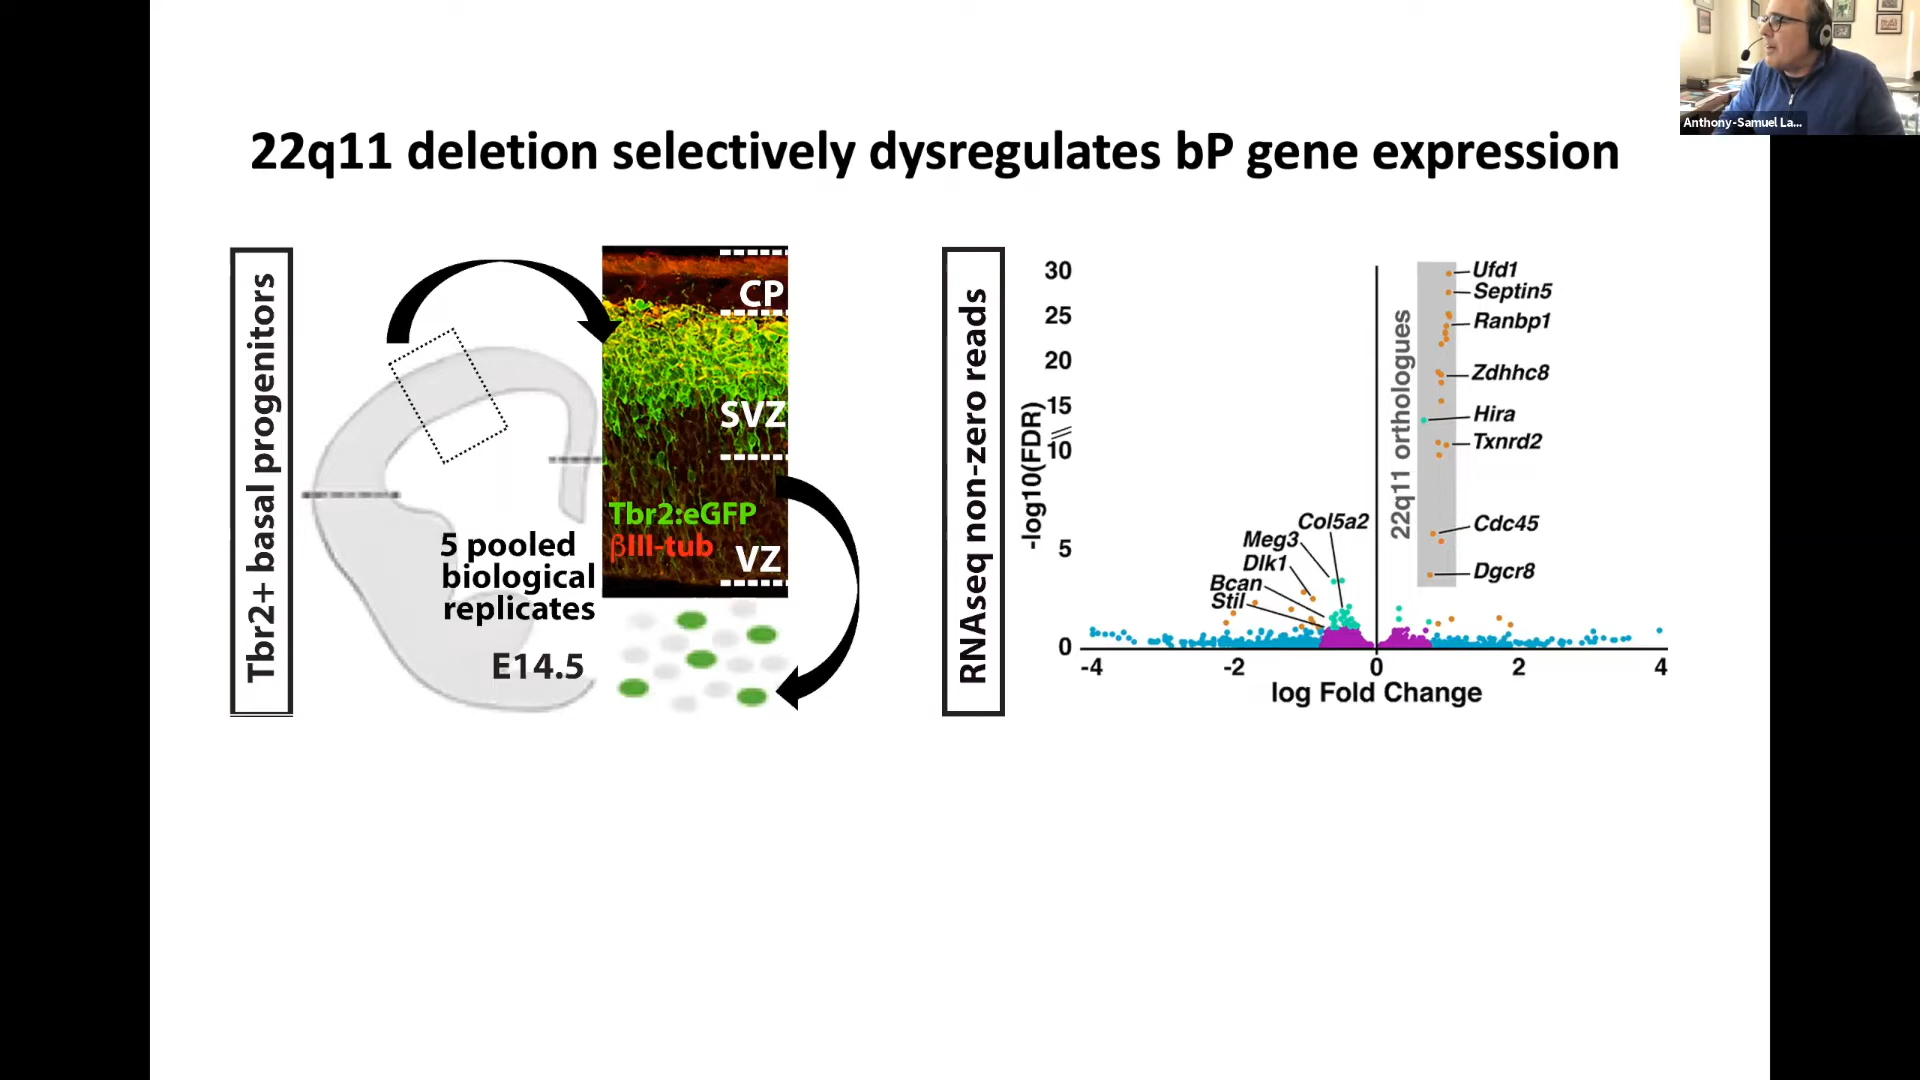 Anthony-Samuel La...
22q11 deletion selectively dysregulates bP gene expression
Tbr2+ basal progenitors
CP
SVZ
Tbr2:eGFP
βIII-tub
VZ
5 pooled
biological
replicates
E14.5
RNAseq non-zero reads
-log10(FDR)
30
25
20
15
10
5
0
-4
-2
0
2
4
log Fold Change
22q11 orthologues
Ufd1
Septin5
Ranbp1
Zdhhc8
Hira
Txnrd2
Cdc45
Dgcr8
Col5a2
Meg3
Dlk1
Bcan
Stil